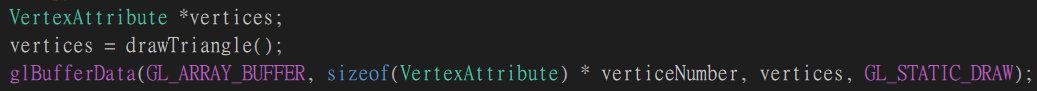 VertexAttribute *vertices;
vertices = drawTriangle();
glBufferData(GL_ARRAY_BUFFER, sizeof(VertexAttribute) * verticeNumber, vertices, GL_STATIC_DRAW);